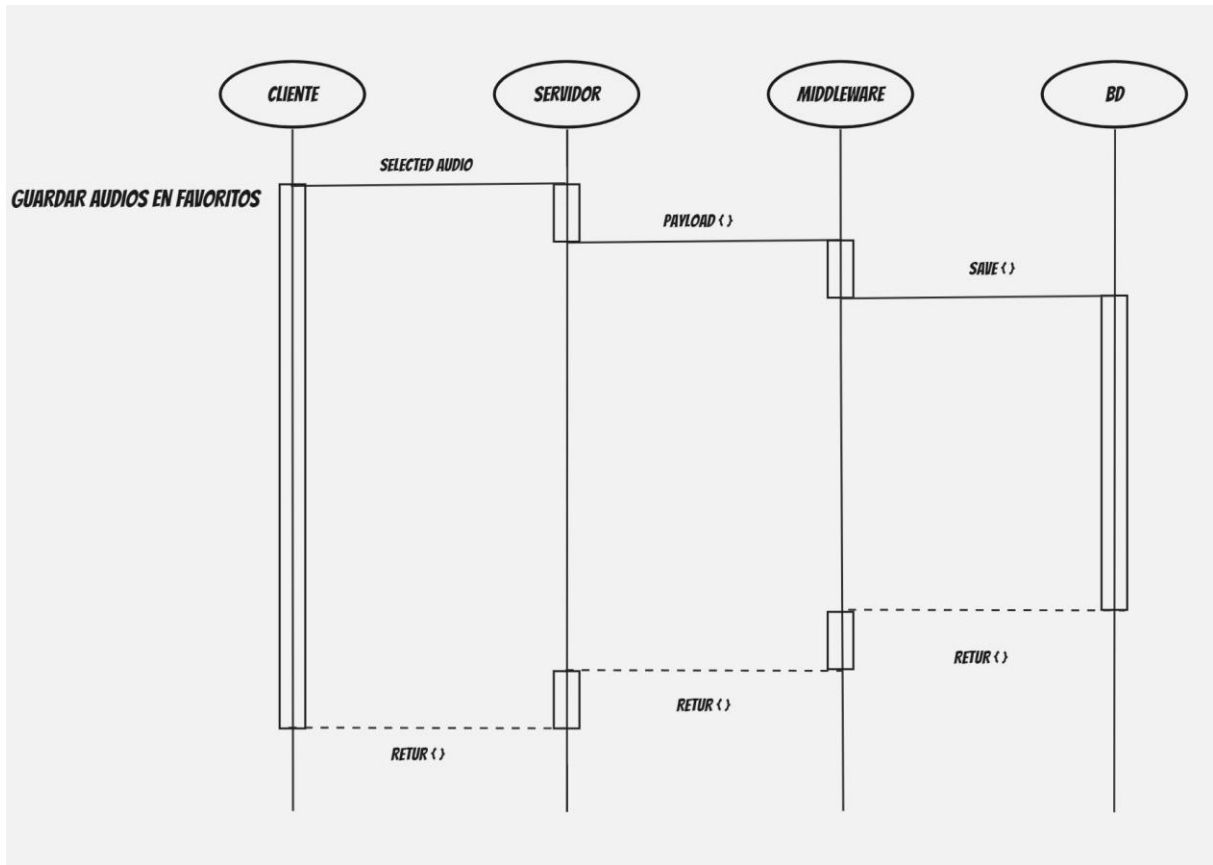 CLIENTE
SERVIDOR
MIDDLEWARE
BD
SELECTED AUDIO
GUARDAR AUDIOS EN FAVORITOS
PAYLOAD { }
SAVE { }
RETUR { }
RETUR { }
RETUR { }